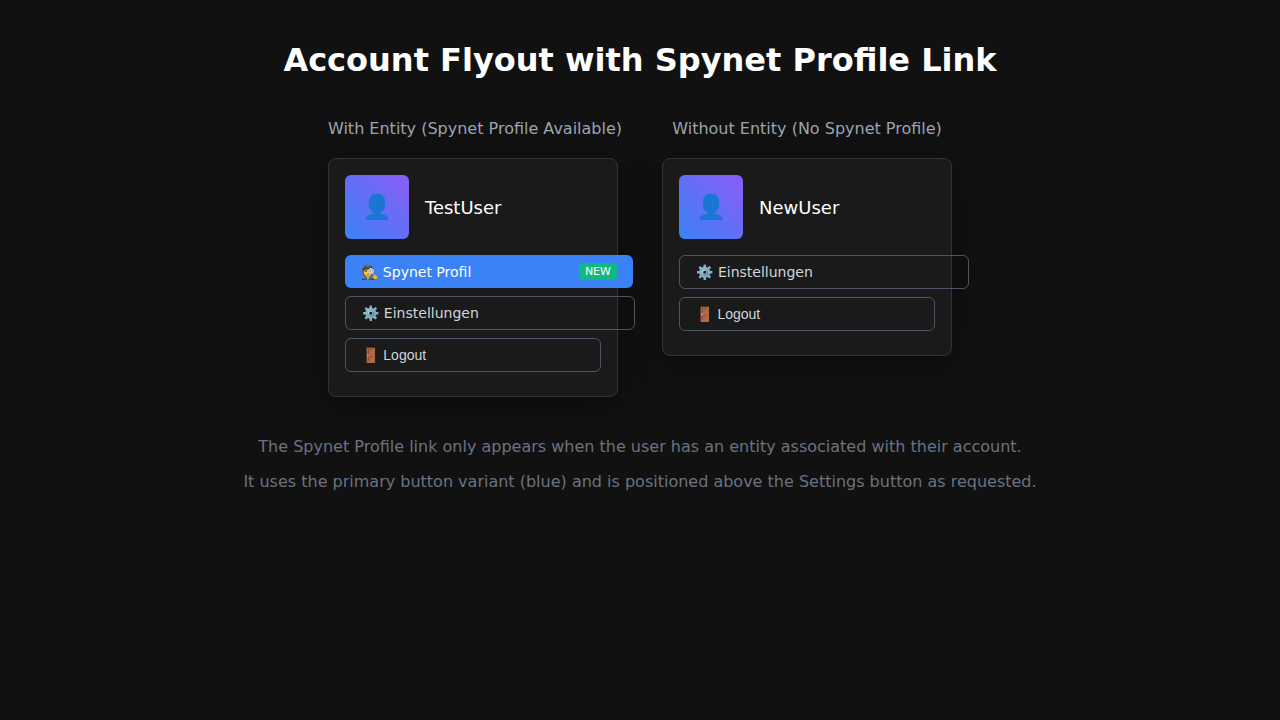 Account Flyout with Spynet Profile Link
With Entity (Spynet Profile Available)
TestUser
Spynet Profil NEW
Einstellungen
Logout
Without Entity (No Spynet Profile)
NewUser
Einstellungen
Logout
The Spynet Profile link only appears when the user has an entity associated with their account.
It uses the primary button variant (blue) and is positioned above the Settings button as requested.